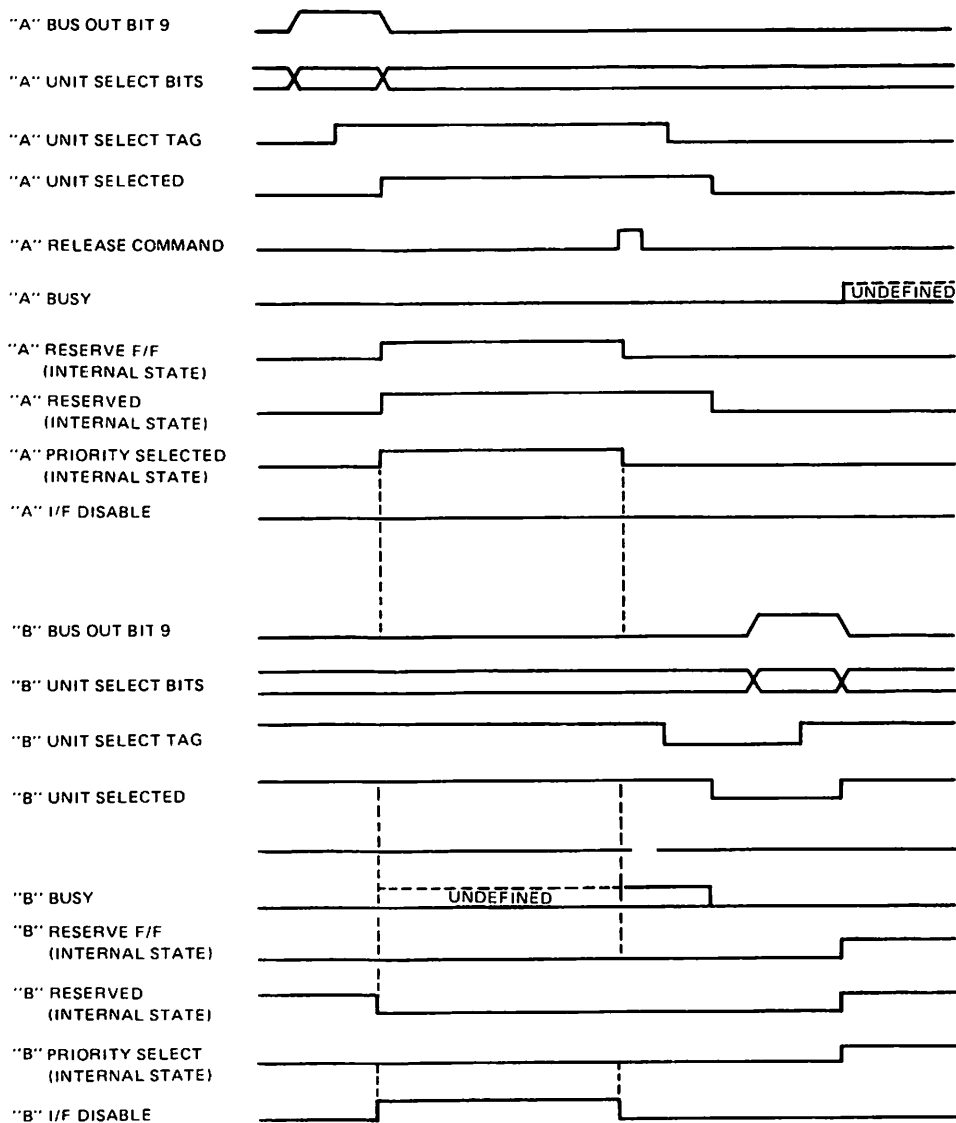 "A" BUS OUT BIT 9
"A" UNIT SELECT BITS
"A" UNIT SELECT TAG
"A" UNIT SELECTED
"A" RELEASE COMMAND
"A" BUSY
UNDEFINED
"A" RESERVE F/F
(INTERNAL STATE)
"A" RESERVED
(INTERNAL STATE)
"A" PRIORITY SELECTED
(INTERNAL STATE)
"A" I/F DISABLE
"B" BUS OUT BIT 9
"B" UNIT SELECT BITS
"B" UNIT SELECT TAG
"B" UNIT SELECTED
"B" BUSY
UNDEFINED
"B" RESERVE F/F
(INTERNAL STATE)
"B" RESERVED
(INTERNAL STATE)
"B" PRIORITY SELECT
(INTERNAL STATE)
"B" I/F DISABLE